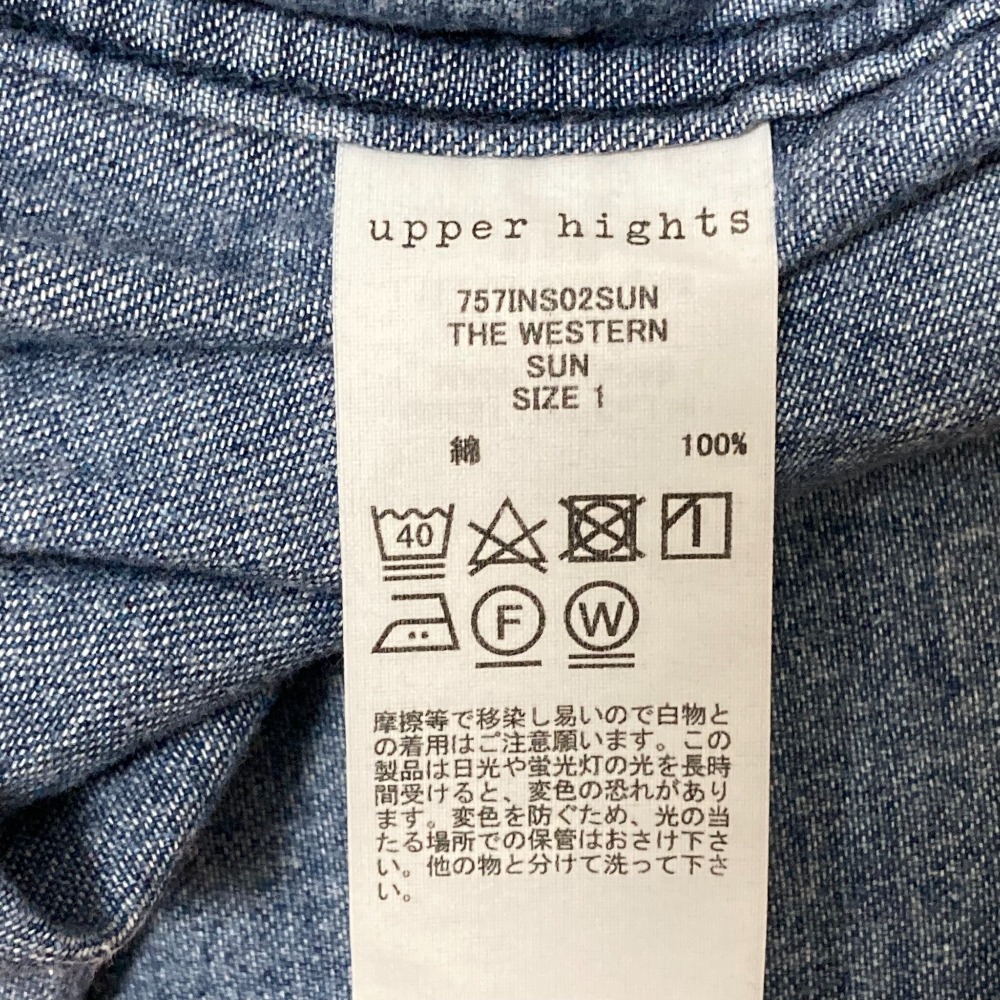 upper hights
757INS02SUN
THE WESTERN
SUN
SIZE 1
綿 100%
40
F W
摩擦等で移染し易いので白物と
の着用はご注意願います。この
製品は日光や蛍光灯の光を長時
間受けると、変色の恐れがあり
ます。変色を防ぐため、光の当
たる場所での保管はおさけ下さ
い。他の物と分けて洗って下さ
い。